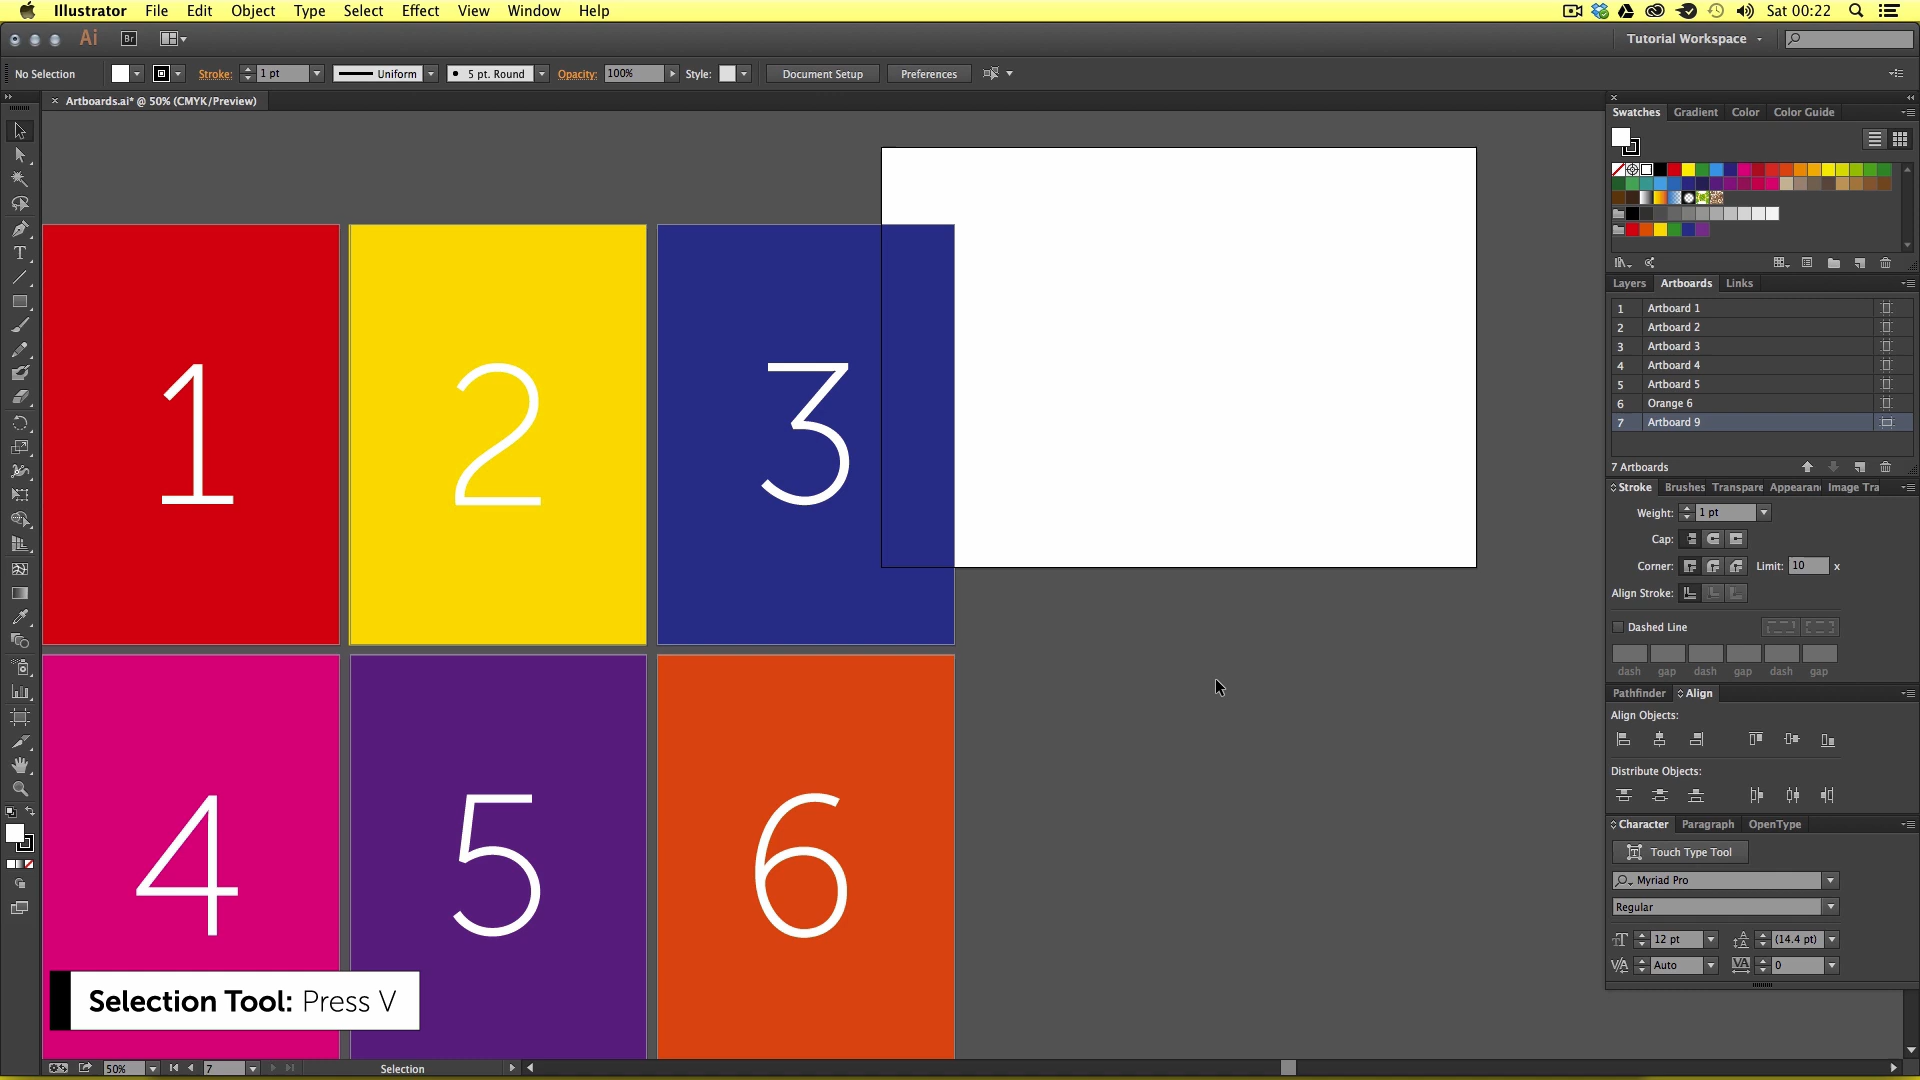 Illustrator File Edit Object Type Select Effect View Window Help Sat 00:22
Ai Br Tutorial Workspace
No Selection Stroke: 1 pt Uniform 5 pt. Round Opacity: 100% Style: Document Setup Preferences
Artboards.ai* @ 50% (CMYK/Preview)
Swatches Gradient Color Color Guide
Layers Artboards Links
1 Artboard 1
2 Artboard 2
3 Artboard 3
4 Artboard 4
5 Artboard 5
6 Orange 6
7 Artboard 9
7 Artboards
Stroke Brushes Transpare Appearan Image Tra
Weight: 1 pt
Cap:
Corner: Limit: 10 x
Align Stroke:
Dashed Line
dash gap dash gap dash gap
Pathfinder Align
Align Objects:
Distribute Objects:
Character Paragraph OpenType
Touch Type Tool
Myriad Pro
Regular
12 pt (14.4 pt)
Auto 0
1 2 3
4 5 6
Selection Tool: Press V
50% 7 Selection